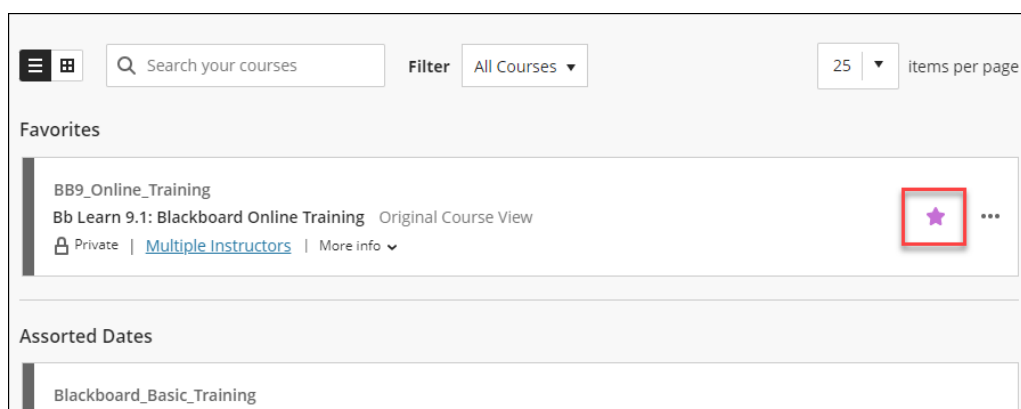 Search your courses Filter All Courses 25 items per page
Favorites
BB9_Online_Training
Bb Learn 9.1: Blackboard Online Training Original Course View
Private | Multiple Instructors | More info
Assorted Dates
Blackboard_Basic_Training